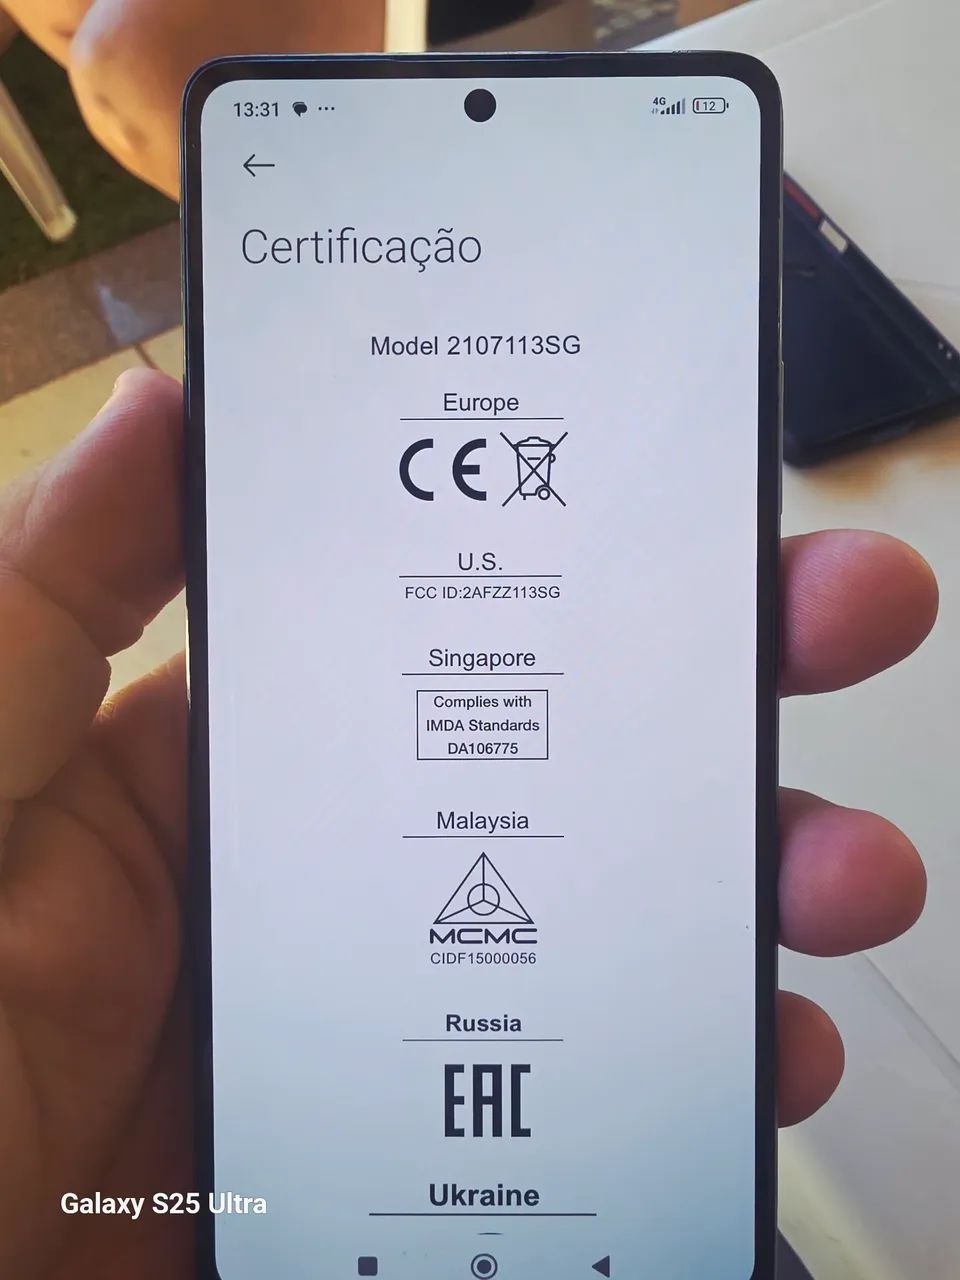 13:31
4G
12
Certificação
Model 2107113SG
Europe
CE
U.S.
FCC ID:2AFZZ113SG
Singapore
Complies with
IMDA Standards
DA106775
Malaysia
MCMC
CIDF15000056
Russia
EAC
Ukraine
Galaxy S25 Ultra